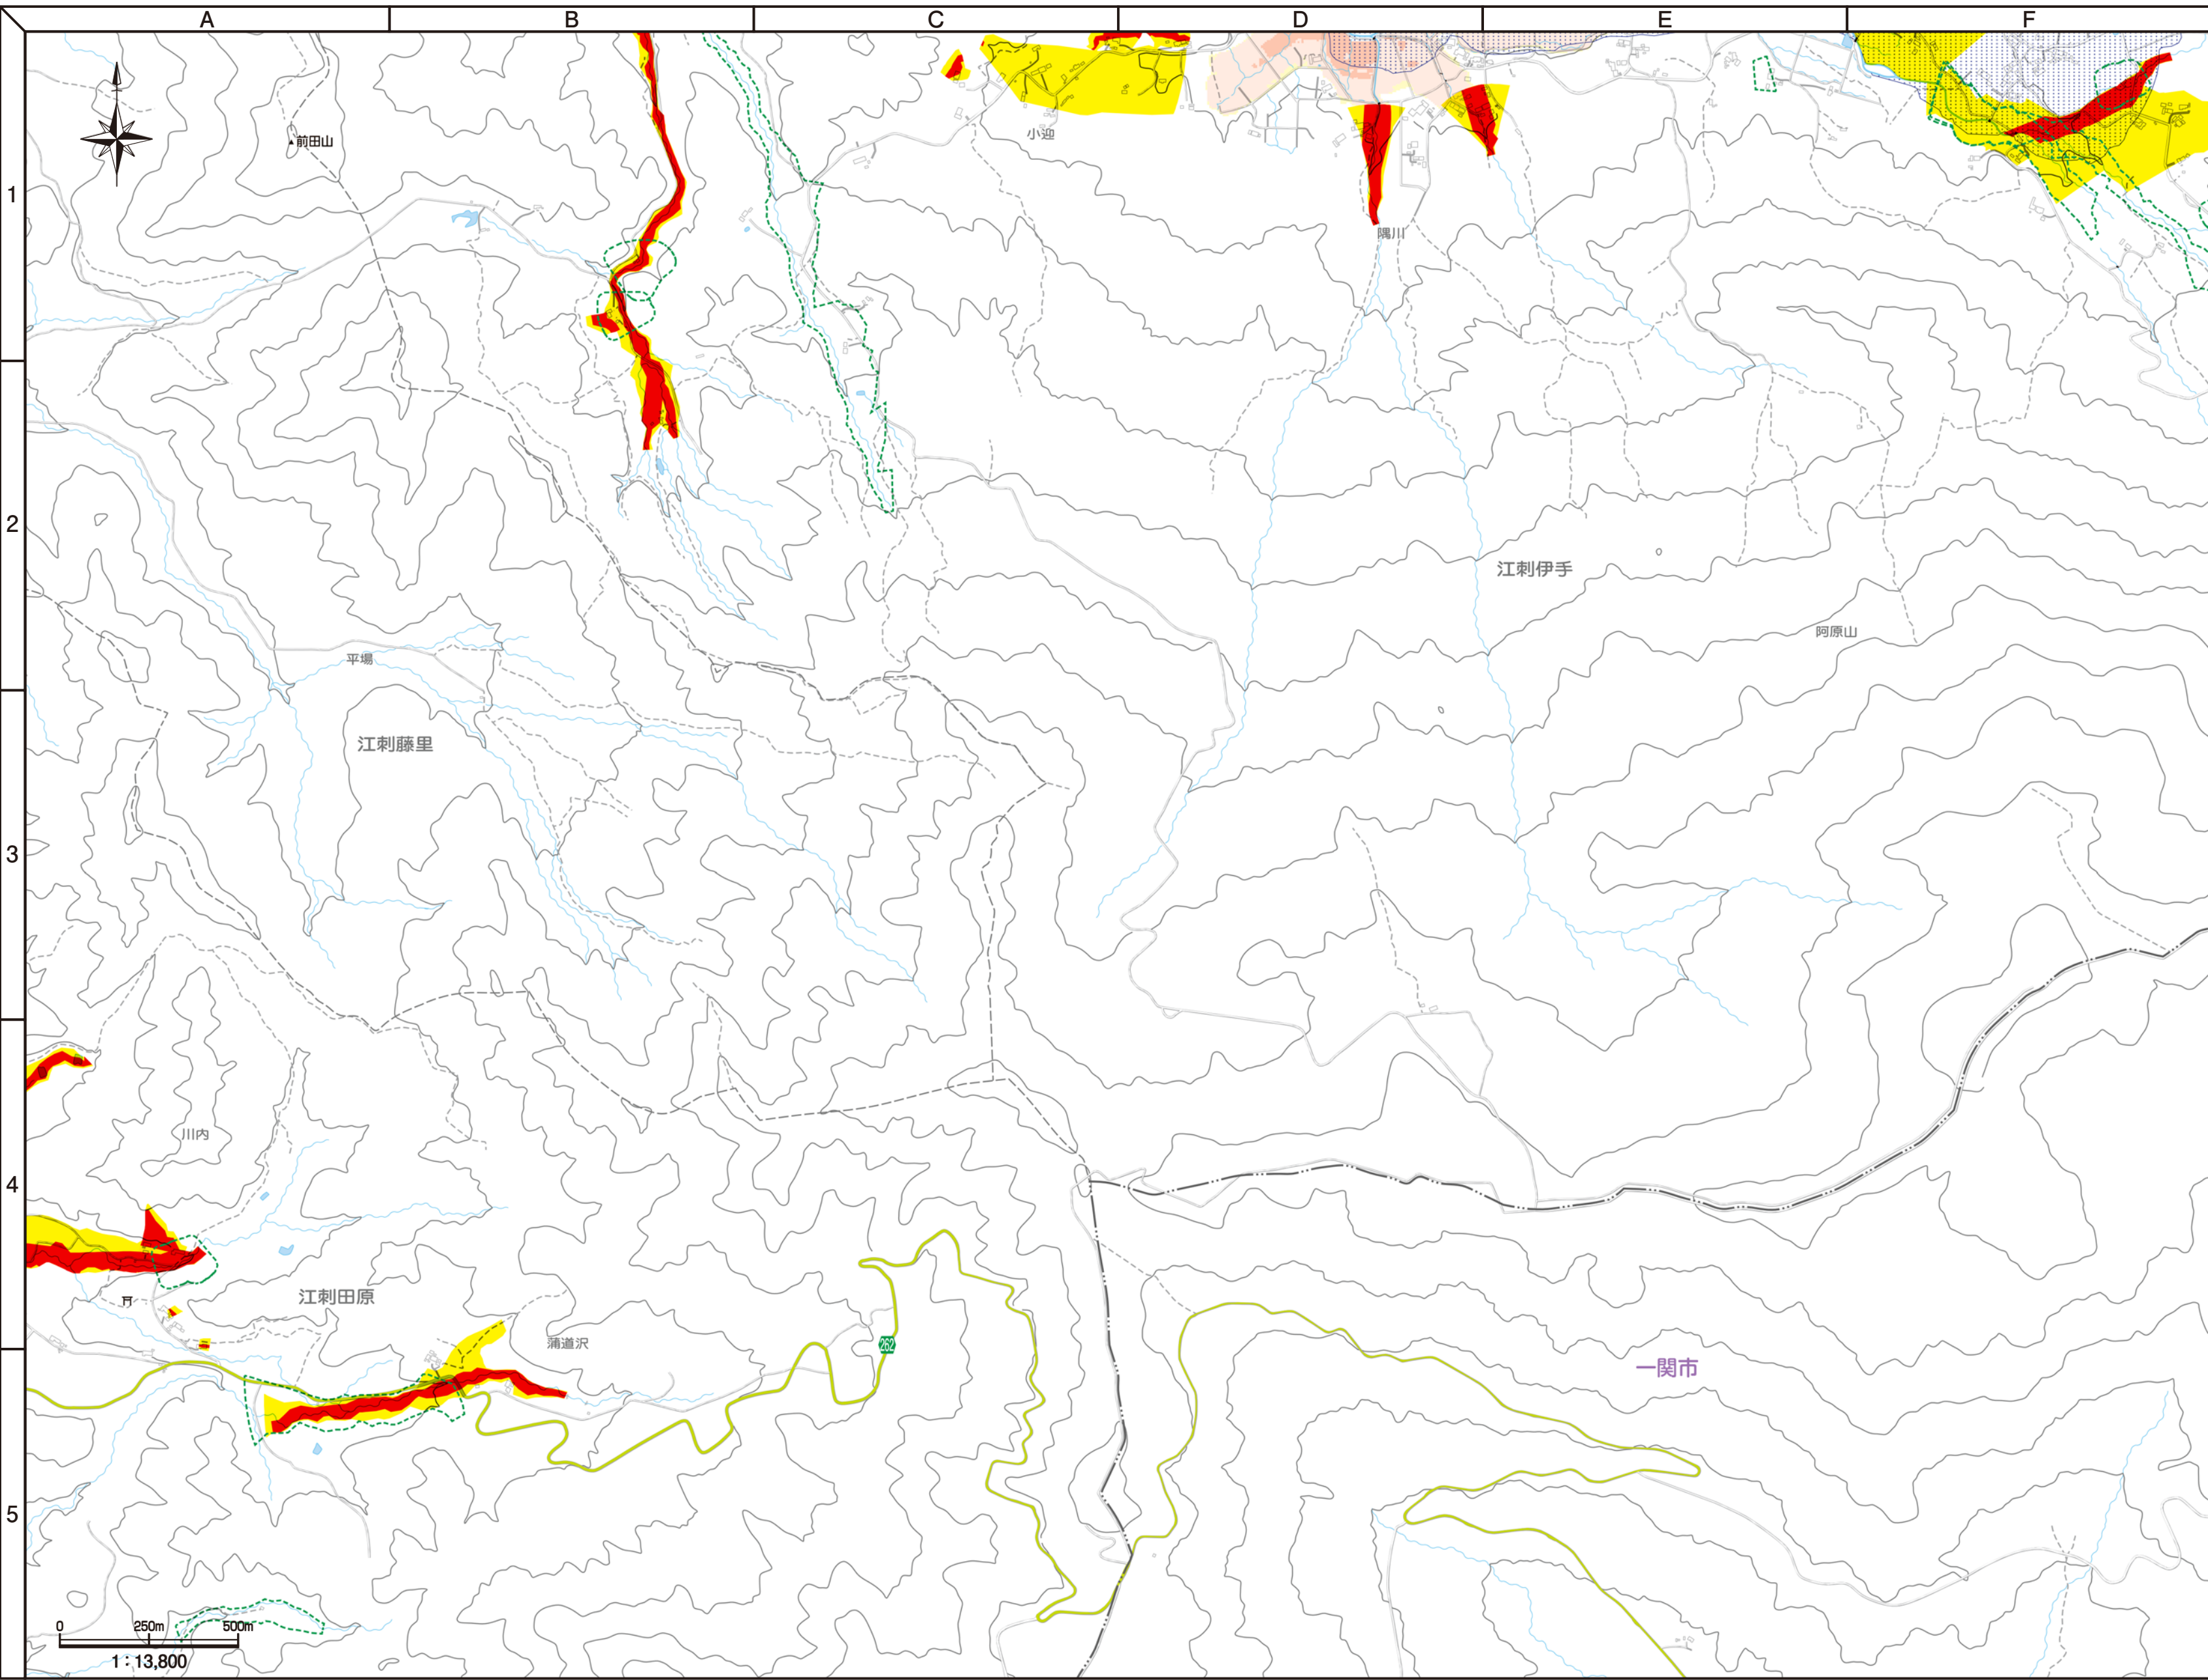 A B C D E F
前田山
小迎
1
隅川
2
江刺伊手
阿原山
平場
江刺藤里
3
川内
4
江刺田原
蒲道沢
262
一関市
5
0 250m 500m
1:13,800